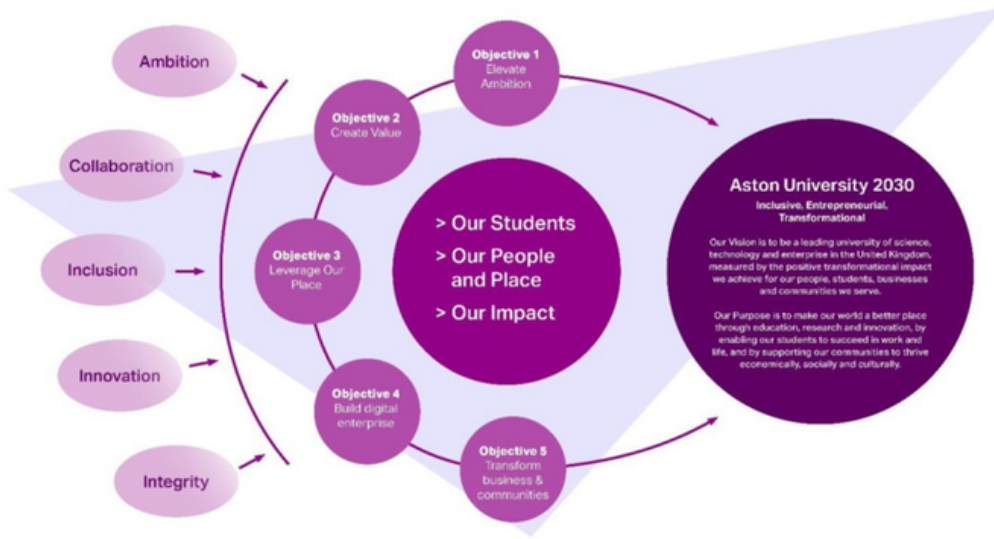 Ambition
Collaboration
Inclusion
Innovation
Integrity
Objective 1
Elevate
Ambition
Objective 2
Create Value
Objective 3
Leverage Our
Place
Objective 4
Build digital
enterprise
Objective 5
Transform
business &
communities
> Our Students
> Our People
and Place
> Our Impact
Aston University 2030
Inclusive, Entrepreneurial,
Transformational
Our Vision is to be a leading university of science,
technology and enterprise in the United Kingdom,
measured by the positive transformational impact
we achieve for our people, students, businesses
and communities we serve.
Our Purpose is to make our world a better place
through education, research and innovation, by
enabling our students to succeed in work and
life, and by supporting our communities to thrive
economically, socially and culturally.